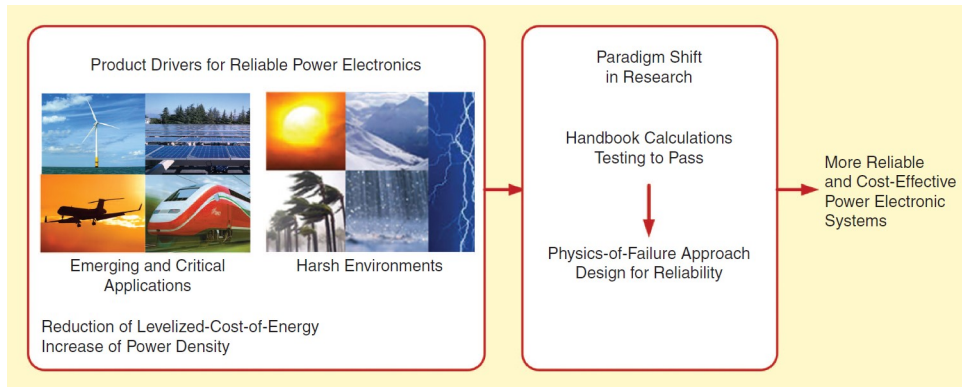 Product Drivers for Reliable Power Electronics
Emerging and Critical
Applications
Harsh Environments
Reduction of Levelized-Cost-of-Energy
Increase of Power Density
Paradigm Shift
in Research
Handbook Calculations
Testing to Pass
Physics-of-Failure Approach
Design for Reliability
More Reliable
and Cost-Effective
Power Electronic
Systems